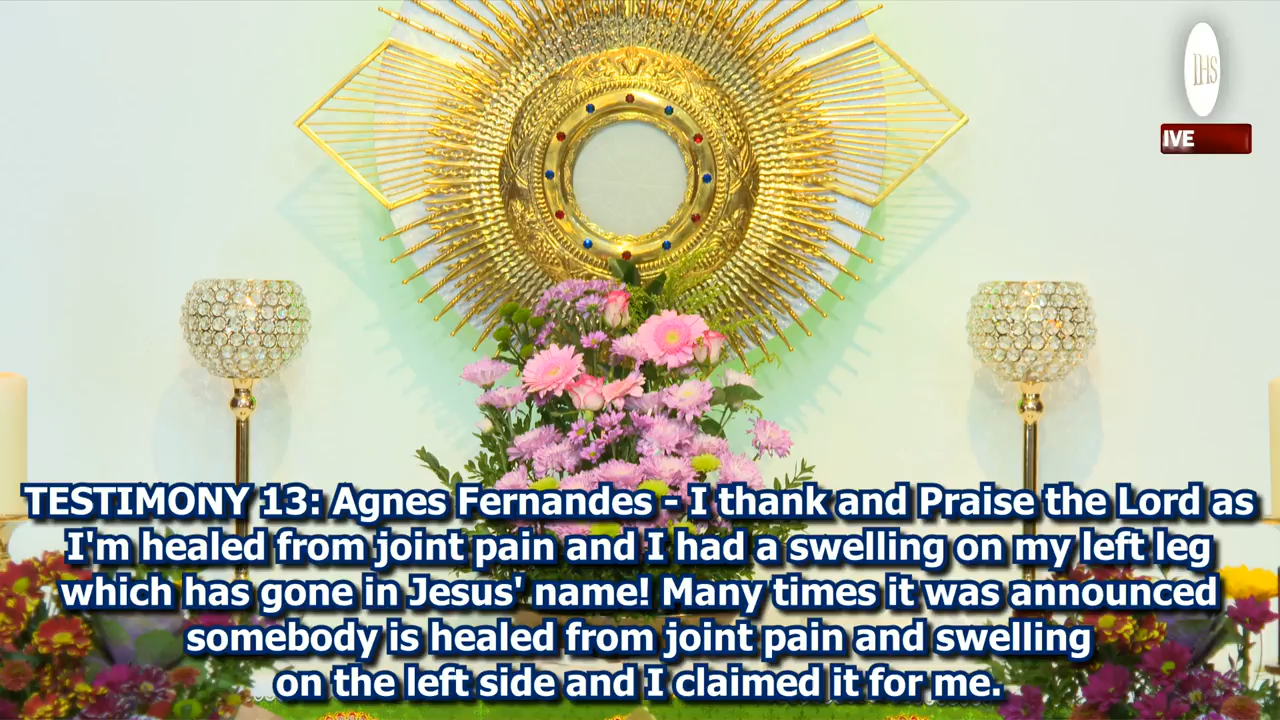 IHS
IVE
TESTIMONY 13: Agnes Fernandes - I thank and Praise the Lord as
I'm healed from joint pain and I had a swelling on my left leg
which has gone in Jesus' name! Many times it was announced
somebody is healed from joint pain and swelling
on the left side and I claimed it for me.